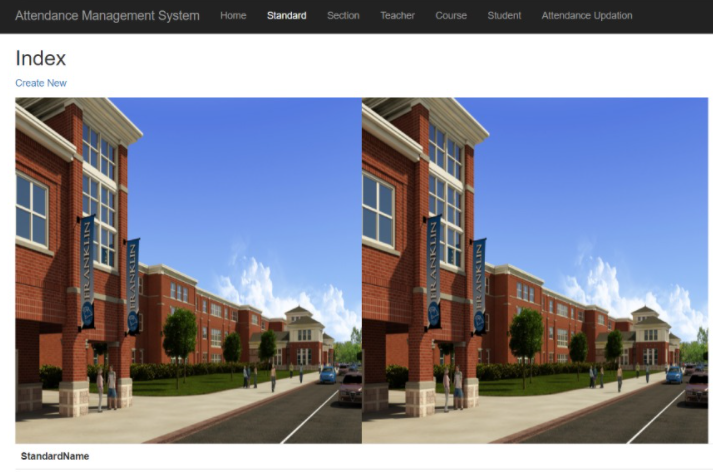 Attendance Management System Home Standard Section Teacher Course Student Attendance Updation
Index
Create New
FRANKLIN
FRANKLIN
FRANKLIN
FRANKLIN
StandardName